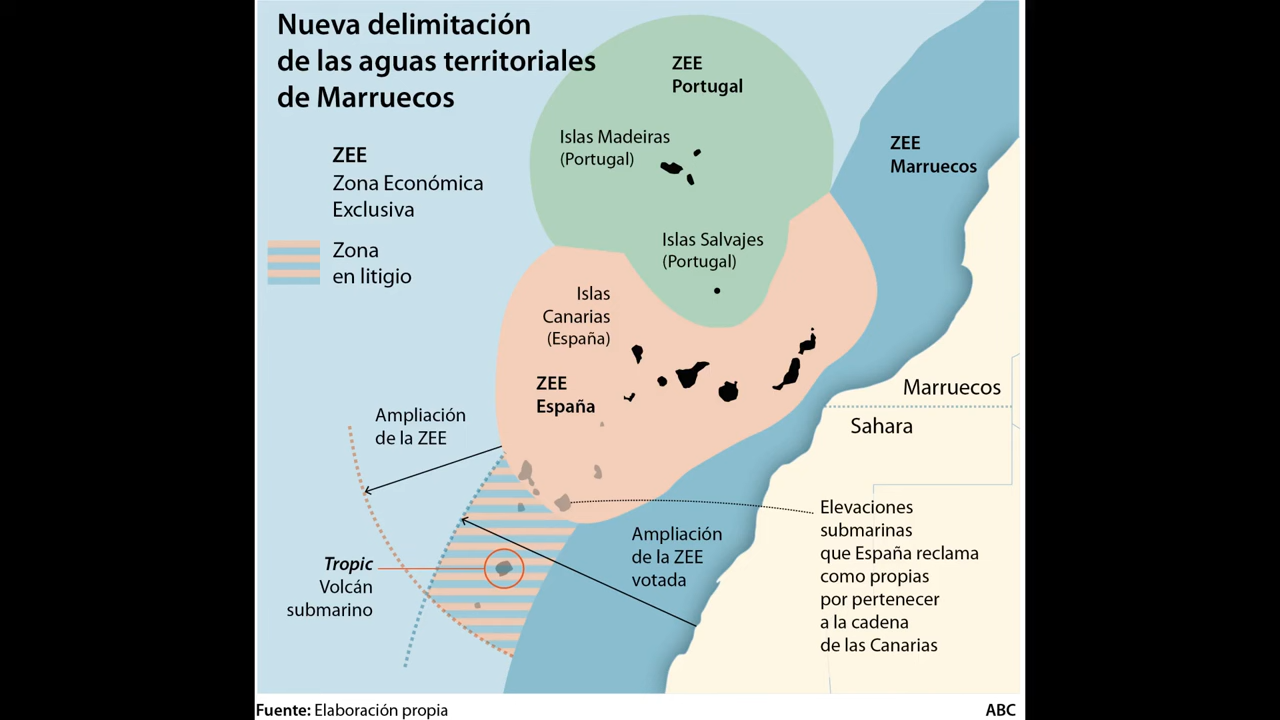 Nueva delimitación
de las aguas territoriales
de Marruecos
ZEE
Zona Económica
Exclusiva
Zona
en litigio
ZEE
Portugal
Islas Madeiras
(Portugal)
ZEE
Marruecos
Islas Salvajes
(Portugal)
Islas
Canarias
(España)
ZEE
España
Ampliación
de la ZEE
Marruecos
Sahara
Tropic
Volcán
submarino
Ampliación
de la ZEE
votada
Elevaciones
submarinas
que España reclama
como propias
por pertenecer
a la cadena
de las Canarias
Fuente: Elaboración propia
ABC